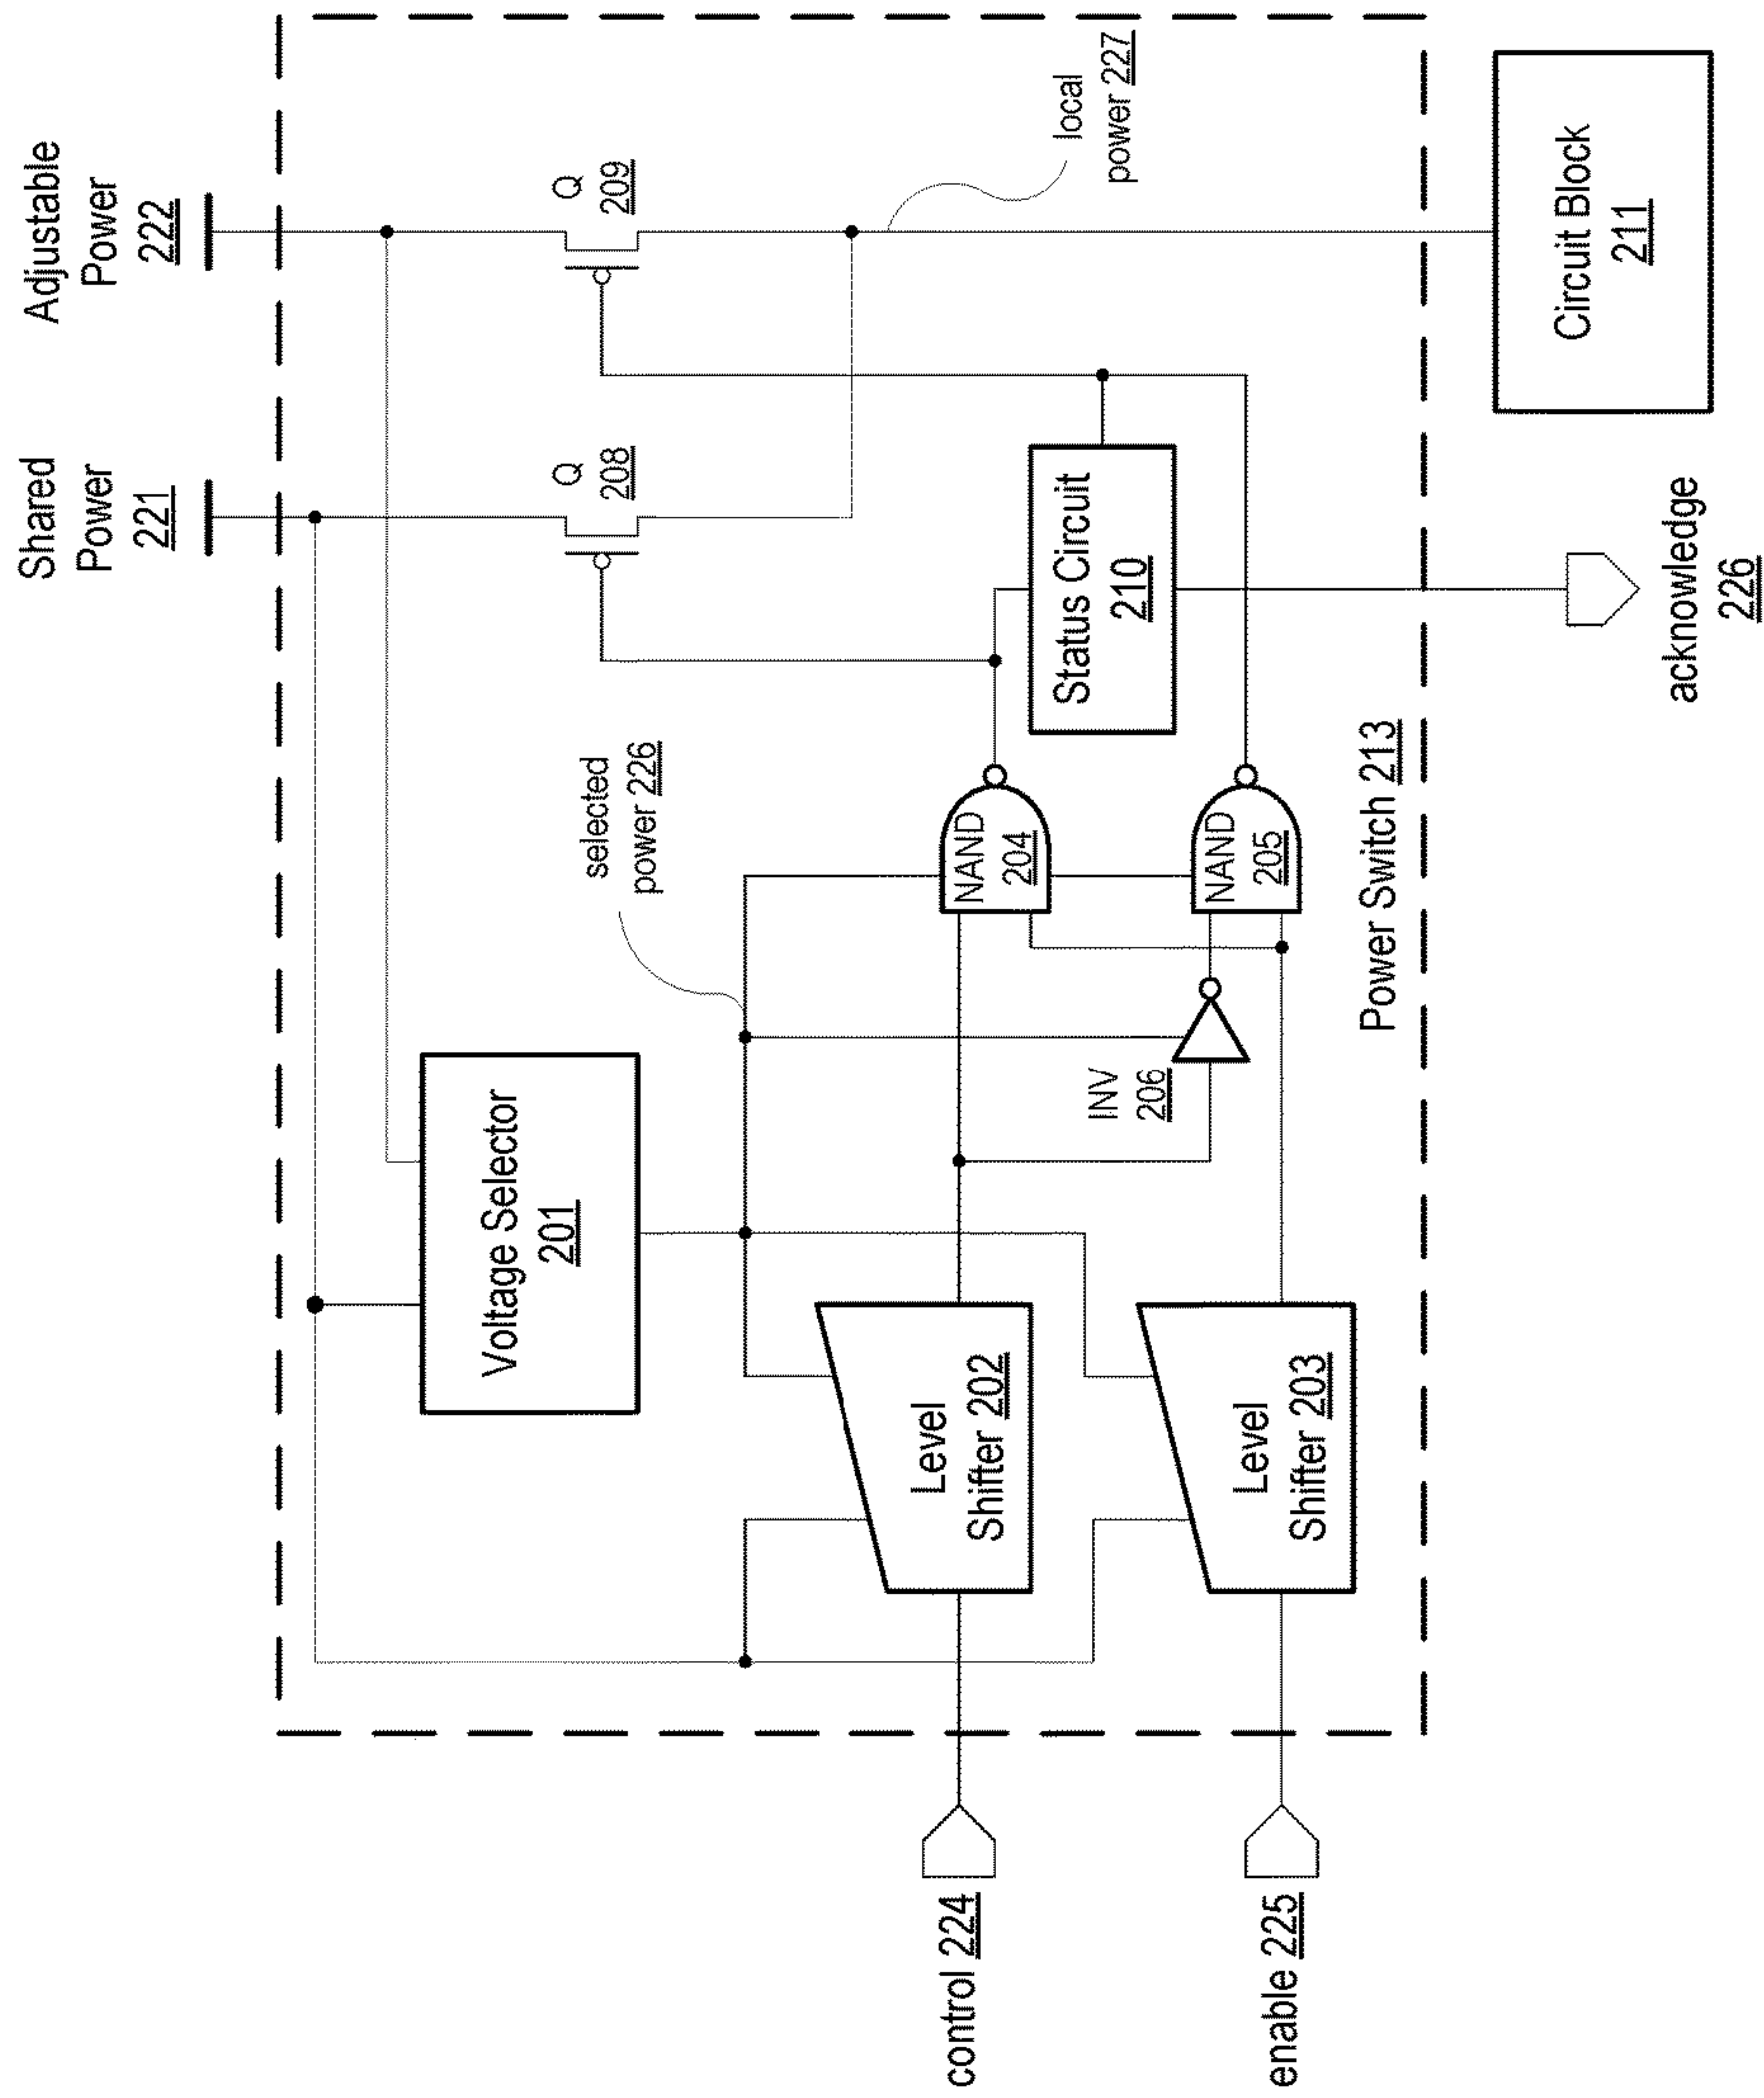 Shared
Power
221
Adjustable
Power
222
Q
208
Q
209
Voltage Selector
201
selected
power 226
local
power 227
control 224
Level
Shifter 202
NAND
204
Status Circuit
210
INV
206
NAND
205
enable 225
Level
Shifter 203
Power Switch 213
Circuit Block
211
acknowledge
226